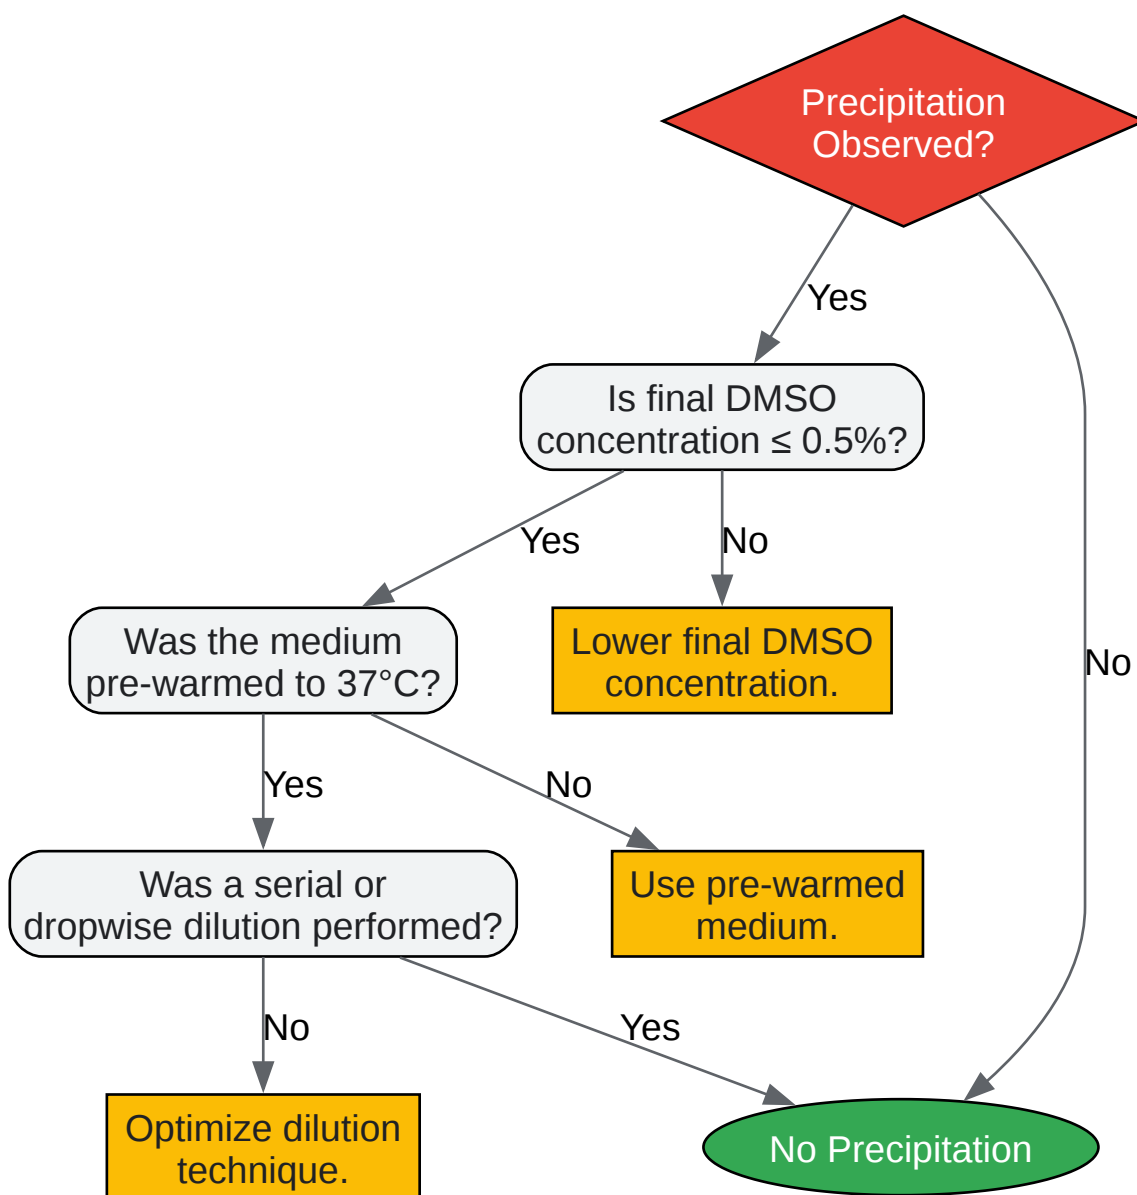 Precipitation
Observed?
Yes
Is final DMSO
concentration ≤ 0.5%?
Yes
No
Was the medium
pre-warmed to 37°C?
Lower final DMSO
concentration.
No
Yes
No
Was a serial or
dropwise dilution performed?
Use pre-warmed
medium.
No
Yes
Optimize dilution
technique.
No Precipitation